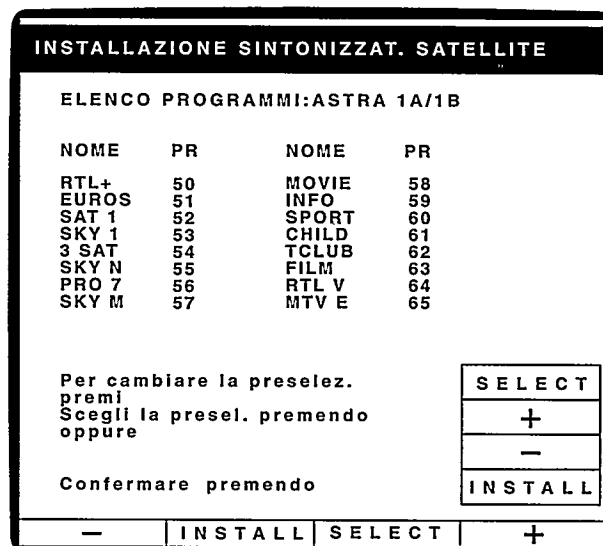 INSTALLAZIONE SINTONIZZAT. SATELLITE
ELENCO PROGRAMMI:ASTRA 1A/1B
NOME PR NOME PR
RTL+ 50 MOVIE 58
EUROS 51 INFO 59
SAT 1 52 SPORT 60
SKY 1 53 CHILD 61
3 SAT 54 TCLUB 62
SKY N 55 FILM 63
PRO 7 56 RTL V 64
SKY M 57 MTV E 65
Per cambiare la preselez. SELECT
premi
Scegli la presel. premendo +
oppure
−
Confermare premendo INSTALL
− INSTALL SELECT +